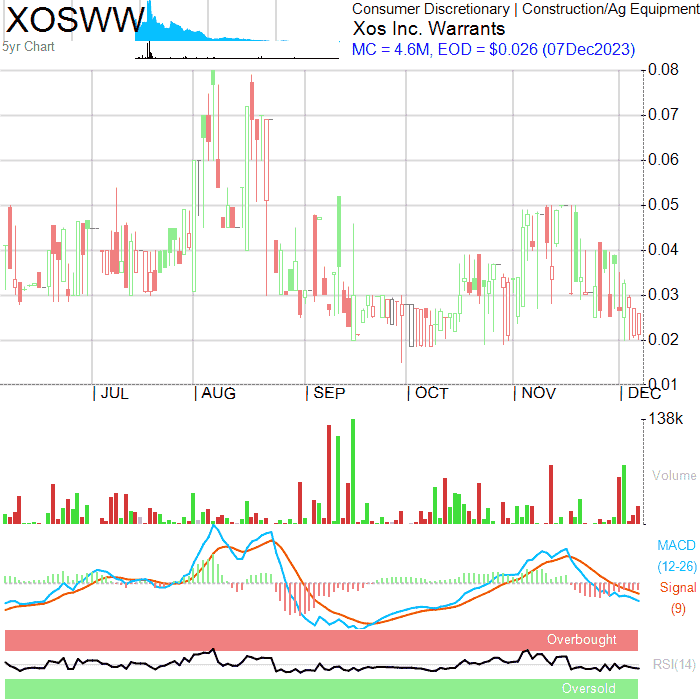 XOSWW
5yr Chart
Consumer Discretionary | Construction/Ag Equipment
Xos Inc. Warrants
MC = 4.6M, EOD = $0.026 (07Dec2023)
0.08
0.07
0.06
0.05
0.04
0.03
0.02
0.01
JUL
AUG
SEP
OCT
NOV
DEC
138k
Volume
MACD
(12-26)
Signal
(9)
Overbought
RSI(14)
Oversold